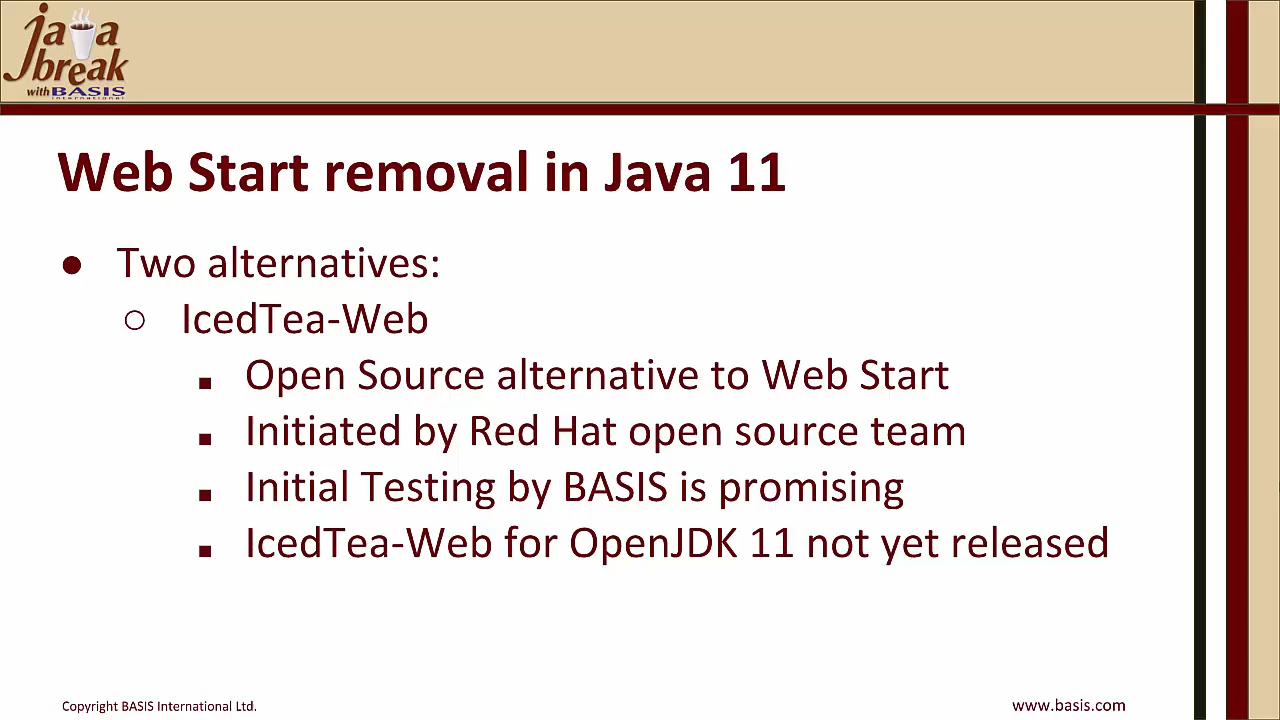 java
break
with BASIS
international
Web Start removal in Java 11
● Two alternatives:
○ IcedTea-Web
■ Open Source alternative to Web Start
■ Initiated by Red Hat open source team
■ Initial Testing by BASIS is promising
■ IcedTea-Web for OpenJDK 11 not yet released
Copyright BASIS International Ltd.
www.basis.com